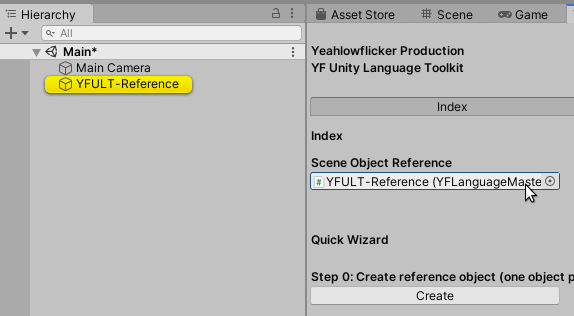 Hierarchy
All
Main*
Main Camera
YFULT-Reference
Asset Store
Scene
Game
Yeahlowflicker Production
YF Unity Language Toolkit
Index
Index
Scene Object Reference
YFULT-Reference (YFLanguageMaste
Quick Wizard
Step 0: Create reference object (one object p
Create